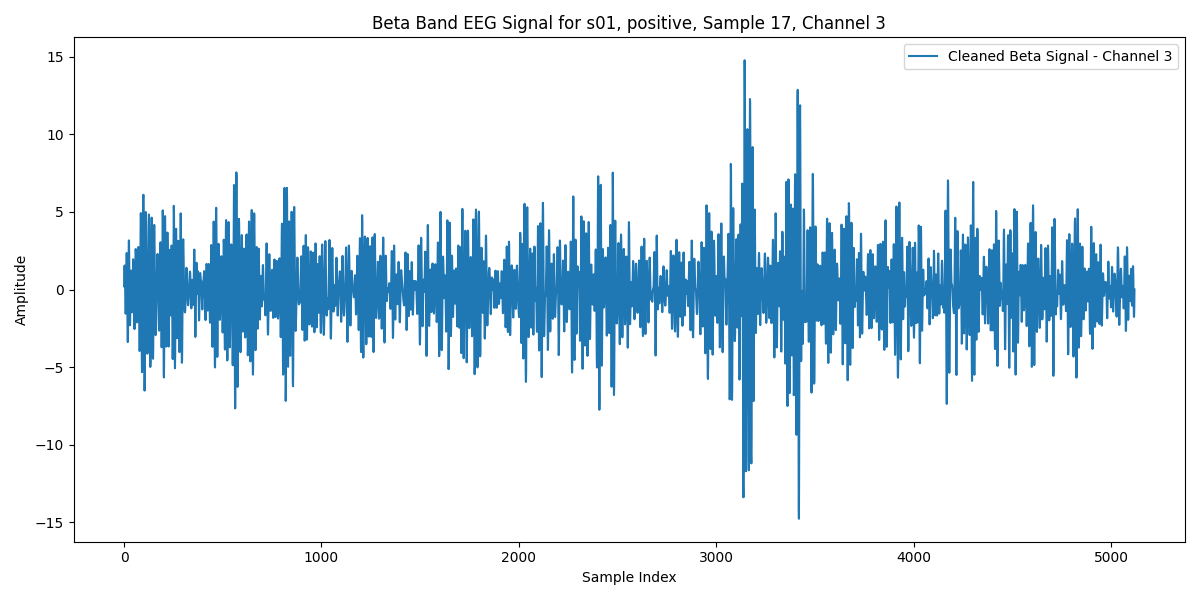 Beta Band EEG Signal for s01, positive, Sample 17, Channel 3
Cleaned Beta Signal - Channel 3
15
10
5
0
−5
−10
−15
Amplitude
0 1000 2000 3000 4000 5000
Sample Index